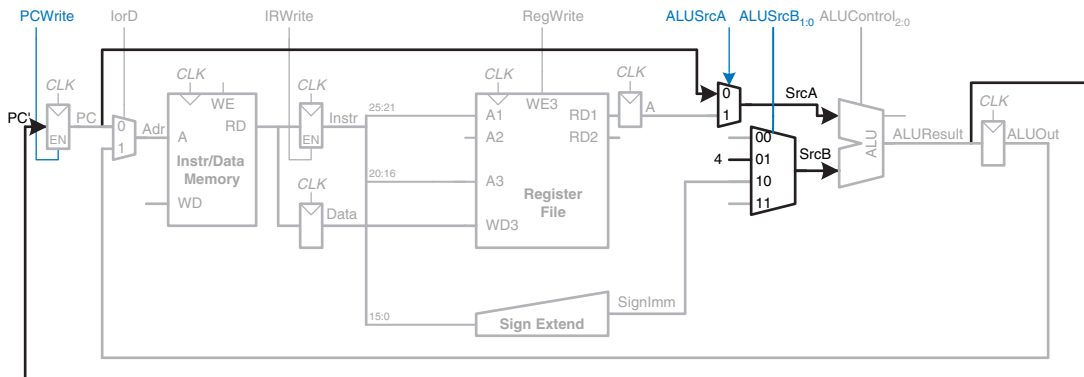 PCWrite IorD IRWrite RegWrite ALUSrcA ALUSrcB1:0 ALUControl2:0
CLK CLK CLK CLK CLK CLK
PC' PC EN
0 1 Adr
WE
A RD
Instr/Data
Memory
WD
EN Instr
CLK
Data
25:21
20:16
15:0
WE3
A1 RD1
A2 RD2
A3
Register
File
WD3
A
0
1
SrcA
00
4 01
10
11
SrcB
ALU
ALUResult
ALUOut
SignImm
Sign Extend